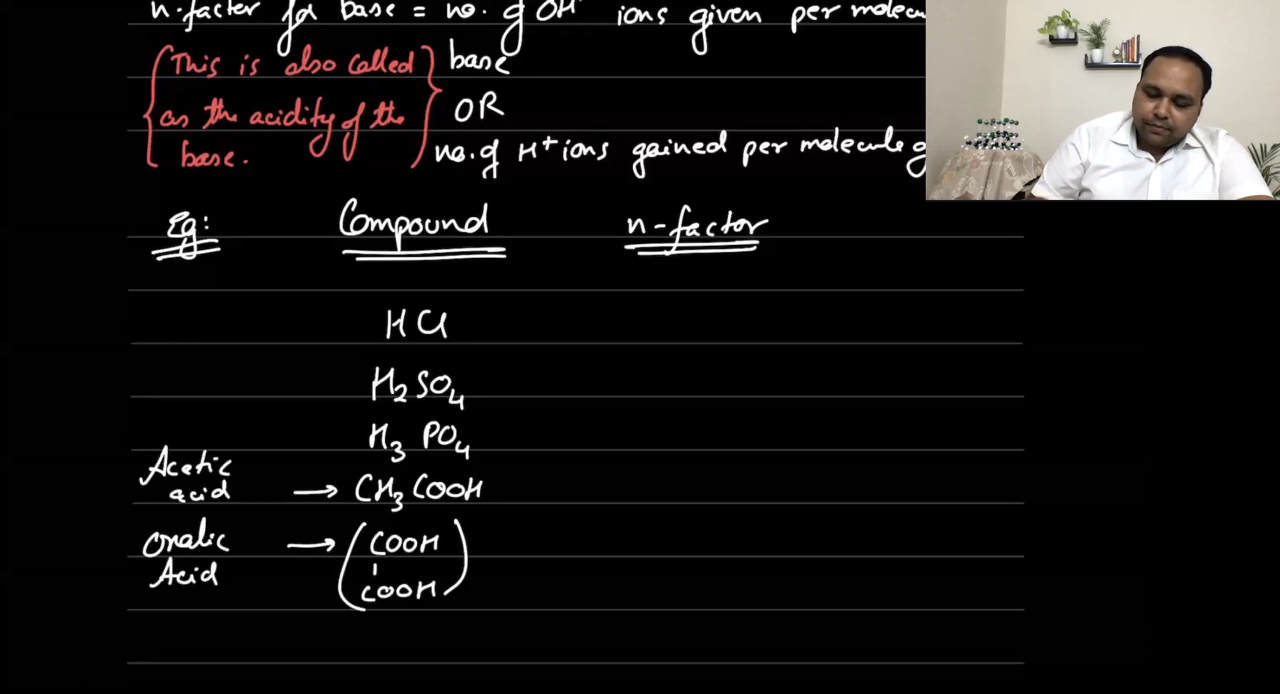 n-factor for base = no. of OH⁻ ions given per molecu
{This is also called as the acidity of the base.}
base
OR
no. of H+ ions gained per molecule o
Eg: Compound n-factor
HCl
H2SO4
H3PO4
Acetic acid → CH3COOH
Oxalic Acid → (COOH
COOH)